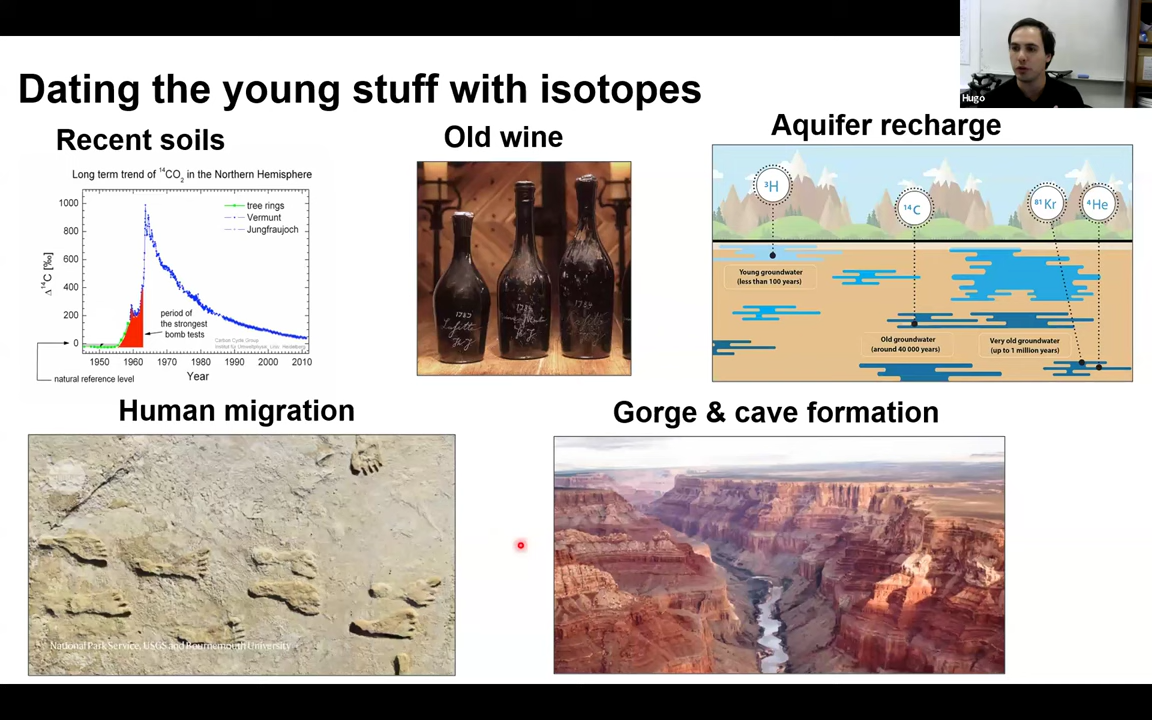 Hugo
Dating the young stuff with isotopes
Recent soils
Long term trend of ¹⁴CO₂ in the Northern Hemisphere
1000
800
600
400
200
0
Δ¹⁴C [‰]
tree rings
Vermunt
Jungfraujoch
period of
the strongest
bomb tests
Carbon Cycle Group
Institut für Umweltphysik, Univ. Heidelberg
1950 1960 1970 1980 1990 2000 2010
Year
natural reference level
Old wine
1787
Lafitte
1784
Aquifer recharge
³H
¹⁴C
⁸¹Kr
⁴He
Young groundwater
(less than 100 years)
Old groundwater
(around 40 000 years)
Very old groundwater
(up to 1 million years)
Human migration
National Park Service, USGS and Bournemouth University
Gorge & cave formation